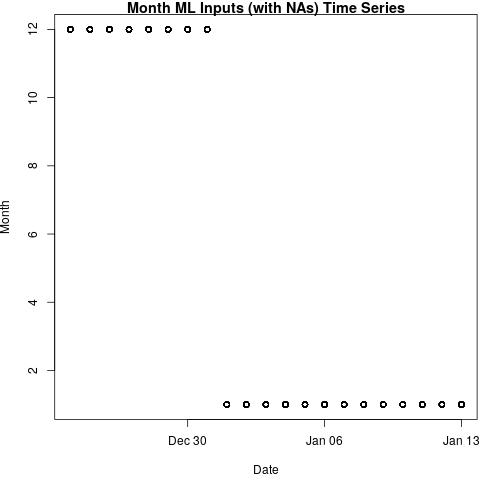 Month ML Inputs (with NAs) Time Series
12
10
8
6
4
2
Month
Dec 30
Jan 06
Jan 13
Date